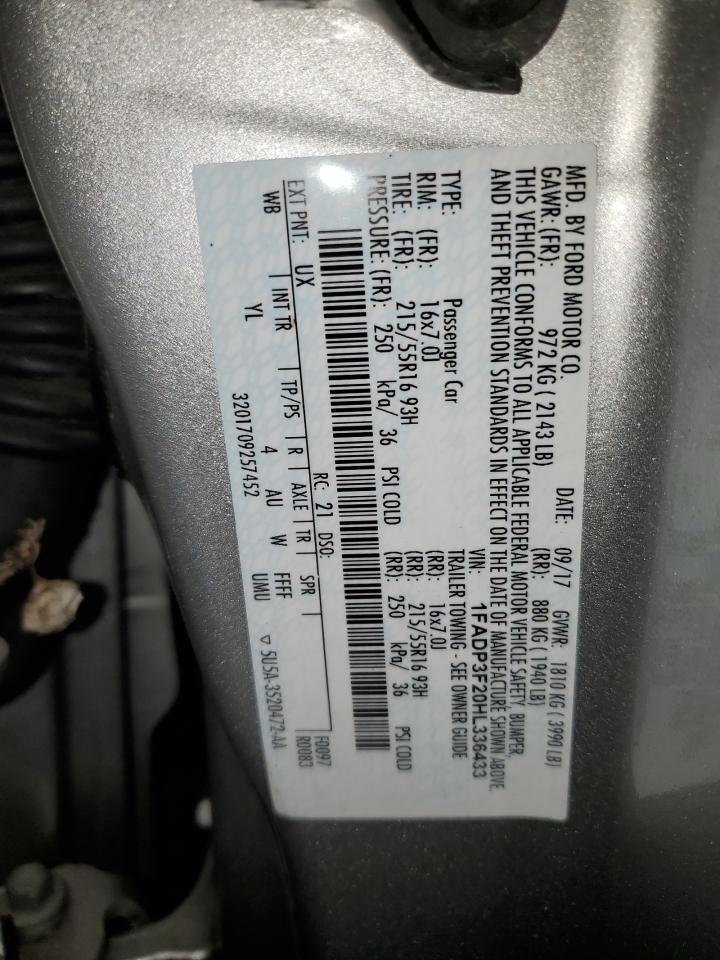 MFD. BY FORD MOTOR CO.
DATE: 09/17 GVWR: 1810 KG ( 3990 LB)
GAWR: (FR): 972 KG ( 2143 LB) (RR): 880 KG ( 1940 LB)
THIS VEHICLE CONFORMS TO ALL APPLICABLE FEDERAL MOTOR VEHICLE SAFETY, BUMPER,
AND THEFT PREVENTION STANDARDS IN EFFECT ON THE DATE OF MANUFACTURE SHOWN ABOVE.
VIN: 1FADP3F20HL336433
TYPE: Passenger Car TRAILER TOWING - SEE OWNER GUIDE
RIM: (FR): 16x7.0J (RR): 16x7.0J
TIRE: (FR): 215/55R16 93H (RR): 215/55R16 93H
PRESSURE: (FR): 250 kPa/ 36 PSI COLD (RR): 250 kPa/ 36 PSI COLD
F0097
EXT PNT: UX RC: 21 DSO: R0083
WB INT TR TP/PS R AXLE TR SPR
YL 4 AU W FFFF
UMU
3201709257452 ▽ 5U5A-3520472-AA